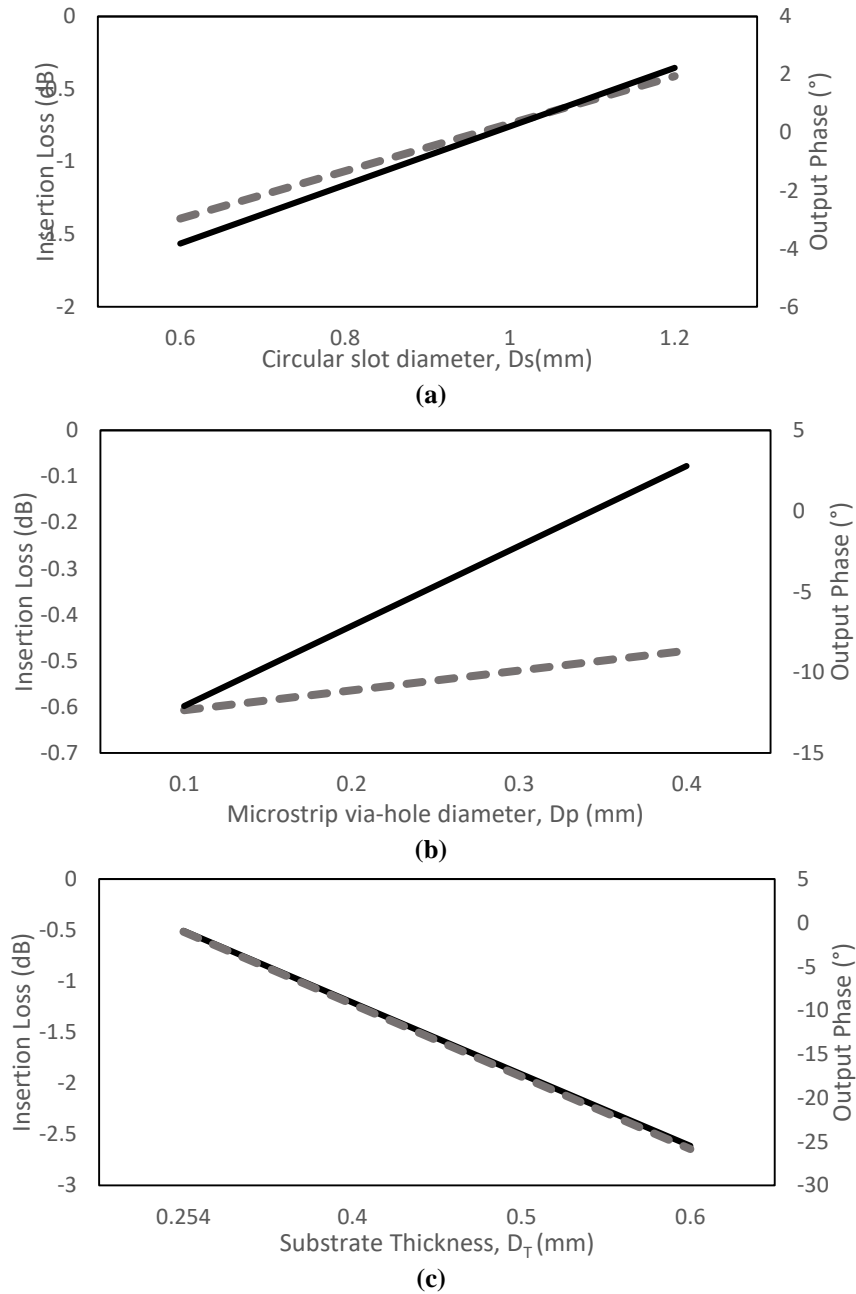 0
-0.5
-1
-1.5
-2
Insertion Loss (dB)
4
2
0
-2
-4
-6
Output Phase (°)
0.6 0.8 1 1.2
Circular slot diameter, Ds(mm)
(a)
0
-0.1
-0.2
-0.3
-0.4
-0.5
-0.6
-0.7
Insertion Loss (dB)
5
0
-5
-10
-15
Output Phase (°)
0.1 0.2 0.3 0.4
Microstrip via-hole diameter, Dp (mm)
(b)
0
-0.5
-1
-1.5
-2
-2.5
-3
Insertion Loss (dB)
5
0
-5
-10
-15
-20
-25
-30
Output Phase (°)
0.254 0.4 0.5 0.6
Substrate Thickness, D_T (mm)
(c)